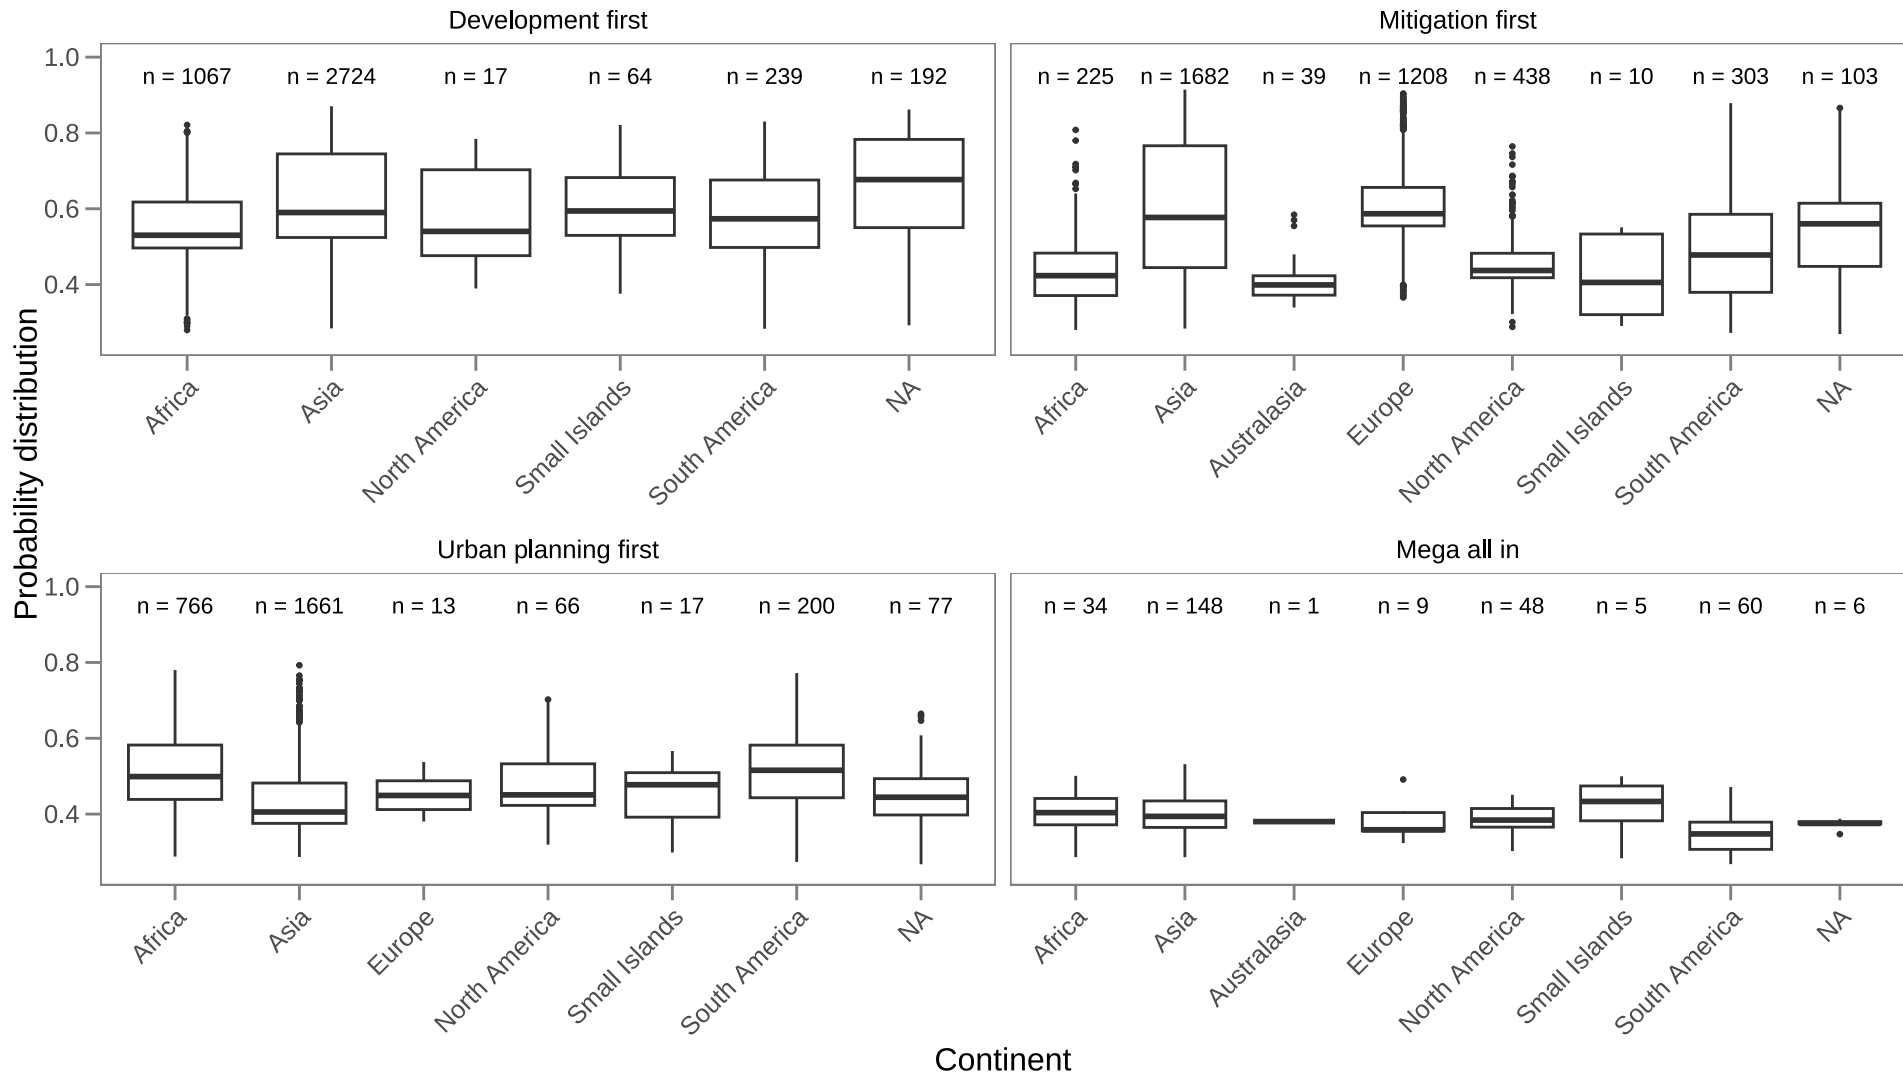 Development first
Mitigation first
1.0
0.8
0.6
0.4
n = 1067 n = 2724 n = 17 n = 64 n = 239 n = 192
n = 225 n = 1682 n = 39 n = 1208 n = 438 n = 10 n = 303 n = 103
Africa
Asia
North America
Small Islands
South America
NA
Africa
Asia
Australasia
Europe
North America
Small Islands
South America
NA
Probability distribution
Urban planning first
Mega all in
1.0
0.8
0.6
0.4
n = 766 n = 1661 n = 13 n = 66 n = 17 n = 200 n = 77
n = 34 n = 148 n = 1 n = 9 n = 48 n = 5 n = 60 n = 6
Africa
Asia
Europe
North America
Small Islands
South America
NA
Africa
Asia
Australasia
Europe
North America
Small Islands
South America
NA
Continent